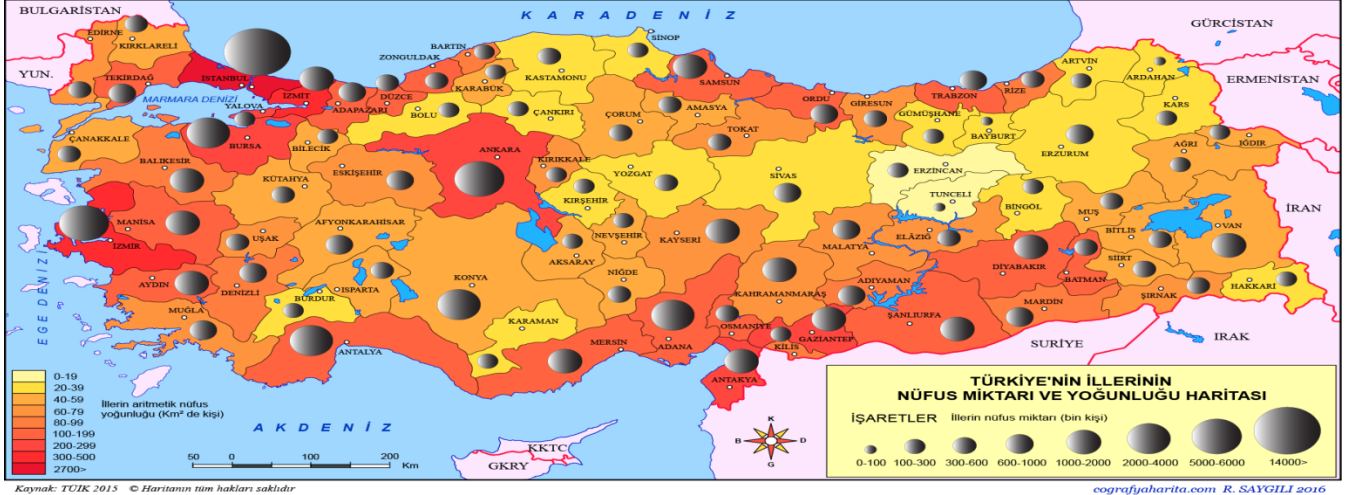 BULGARİSTAN
KARADENİZ
GÜRCİSTAN
YUN.
ERMENİSTAN
EDİRNE
KIRKLARELİ
TEKİRDAĞ
İSTANBUL
MARMARA DENİZİ
YALOVA
İZMİT
ADAPAZARI
DÜZCE
ZONGULDAK
BARTIN
KARABÜK
KASTAMONU
SİNOP
SAMSUN
ORDU
GİRESUN
TRABZON
RİZE
ARTVİN
ARDAHAN
KARS
ÇANAKKALE
BURSA
BİLECİK
BOLU
ÇANKIRI
ÇORUM
AMASYA
TOKAT
GÜMÜŞHANE
BAYBURT
ERZURUM
AĞRI
IĞDIR
BALIKESİR
KÜTAHYA
ESKİŞEHİR
ANKARA
KIRIKKALE
YOZGAT
SİVAS
ERZİNCAN
TUNCELİ
BİNGÖL
MUŞ
İRAN
MANİSA
İZMİR
UŞAK
AFYONKARAHİSAR
KIRŞEHİR
NEVŞEHİR
KAYSERİ
MALATYA
ELÂZIĞ
BİTLİS
VAN
EGE DENİZİ
AYDIN
DENİZLİ
BURDUR
ISPARTA
KONYA
AKSARAY
NİĞDE
KAHRAMANMARAŞ
ADIYAMAN
DİYABAKIR
BATMAN
SİİRT
ŞIRNAK
HAKKARİ
MUĞLA
ANTALYA
KARAMAN
MERSİN
ADANA
OSMANİYE
GAZİANTEP
KİLİS
ŞANLIURFA
MARDİN
ANTAKYA
SURİYE
IRAK
AKDENİZ
KKTC
GKRY
K
B
D
G
0-19
20-39
40-59
60-79
80-99
100-199
200-299
300-500
2700>
İllerin aritmetik nüfus
yoğunluğu (Km² de kişi)
50 0 100 200
Km
TÜRKİYE'NİN İLLERİNİN
NÜFUS MİKTARI VE YOĞUNLUĞU HARİTASI
İŞARETLER İllerin nüfus miktarı (bin kişi)
0-100 100-300 300-600 600-1000 1000-2000 2000-4000 5000-6000 14000>
Kaynak: TÜİK 2015 © Haritanın tüm hakları saklıdır
cografyaharita.com R. SAYGILI 2016